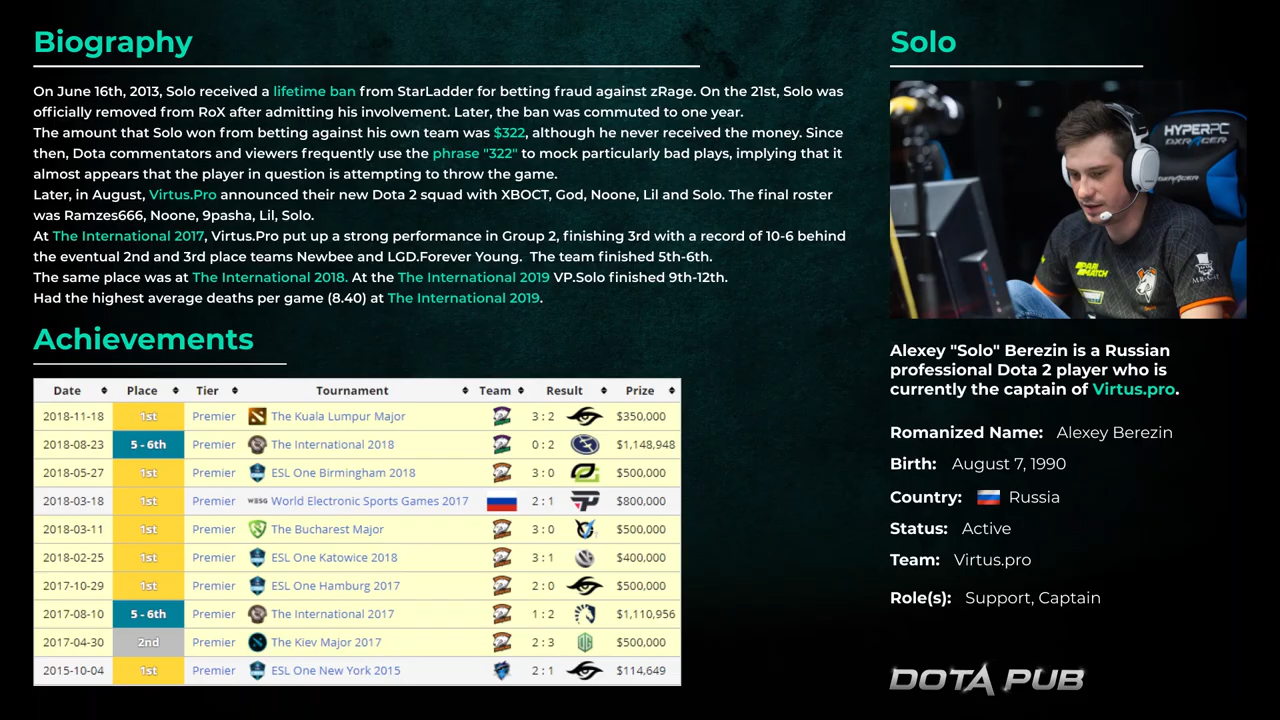 Biography
On June 16th, 2013, Solo received a lifetime ban from StarLadder for betting fraud against zRage. On the 21st, Solo was
officially removed from RoX after admitting his involvement. Later, the ban was commuted to one year.
The amount that Solo won from betting against his own team was $322, although he never received the money. Since
then, Dota commentators and viewers frequently use the phrase "322" to mock particularly bad plays, implying that it
almost appears that the player in question is attempting to throw the game.
Later, in August, Virtus.Pro announced their new Dota 2 squad with XBOCT, God, Noone, Lil and Solo. The final roster
was Ramzes666, Noone, 9pasha, Lil, Solo.
At The International 2017, Virtus.Pro put up a strong performance in Group 2, finishing 3rd with a record of 10-6 behind
the eventual 2nd and 3rd place teams Newbee and LGD.Forever Young.  The team finished 5th-6th.
The same place was at The International 2018. At the The International 2019 VP.Solo finished 9th-12th.
Had the highest average deaths per game (8.40) at The International 2019.
Achievements
Date Place Tier Tournament Team Result Prize
2018-11-18 1st Premier The Kuala Lumpur Major 3 : 2 $350,000
2018-08-23 5 - 6th Premier The International 2018 0 : 2 $1,148,948
2018-05-27 1st Premier ESL One Birmingham 2018 3 : 0 $500,000
2018-03-18 1st Premier WESG World Electronic Sports Games 2017 2 : 1 $800,000
2018-03-11 1st Premier The Bucharest Major 3 : 0 $500,000
2018-02-25 1st Premier ESL One Katowice 2018 3 : 1 $400,000
2017-10-29 1st Premier ESL One Hamburg 2017 2 : 0 $500,000
2017-08-10 5 - 6th Premier The International 2017 1 : 2 $1,110,956
2017-04-30 2nd Premier The Kiev Major 2017 2 : 3 $500,000
2015-10-04 1st Premier ESL One New York 2015 2 : 1 $114,649
Solo
HYPERPC
DXRACER
DXRACER
PARI
MATCH
MR.CAT
Alexey "Solo" Berezin is a Russian
professional Dota 2 player who is
currently the captain of Virtus.pro.
Romanized Name: Alexey Berezin
Birth: August 7, 1990
Country: Russia
Status: Active
Team: Virtus.pro
Role(s): Support, Captain
DOTA PUB